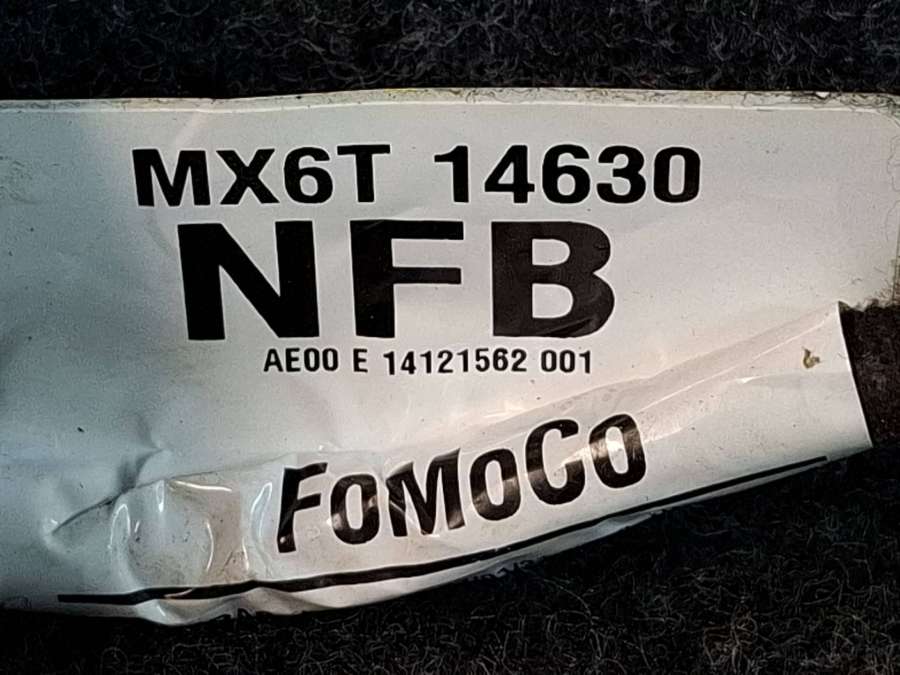 MX6T 14630
NFB
AE00 E 14121562 001
FoMoCo